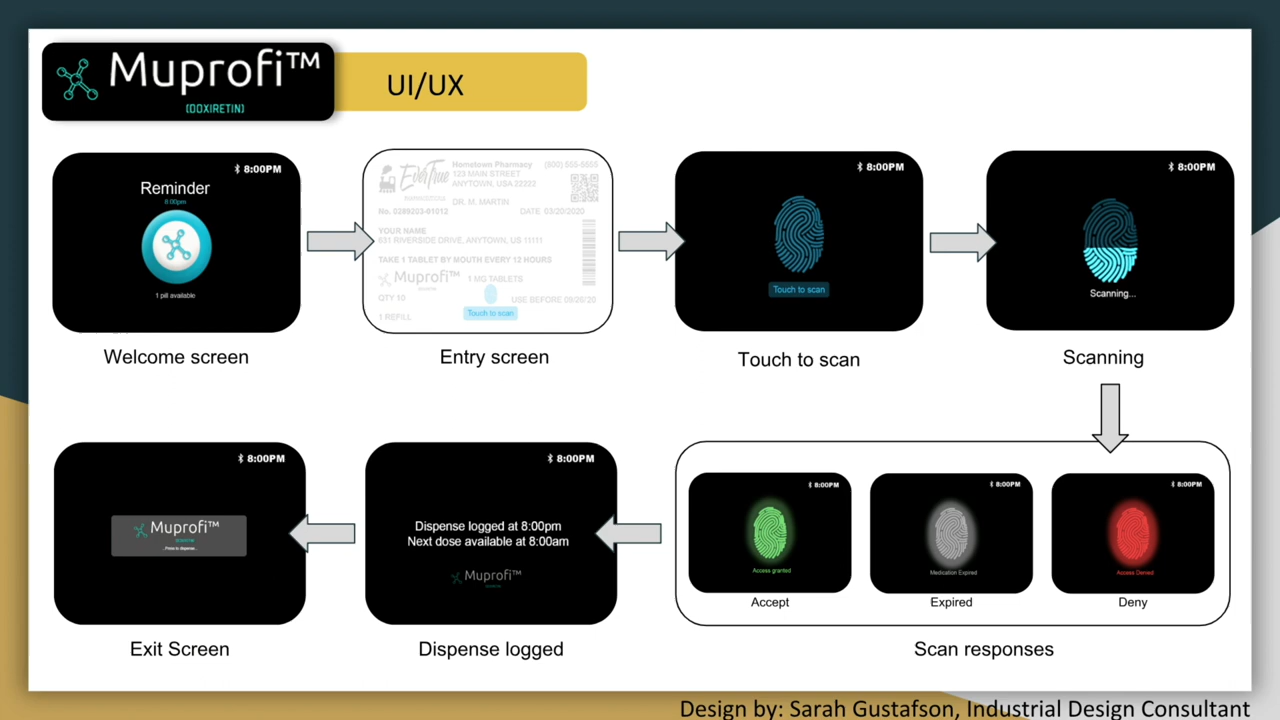 Muprofi™
(DOXIRETIN)
UI/UX
8:00PM
Reminder
8:00pm
1 pill available
Welcome screen
EverTrue
Hometown Pharmacy (800) 555-5555
123 MAIN STREET
ANYTOWN, USA 22222
DR. M. MARTIN
No. 0289203-01012 DATE 03/20/2020
YOUR NAME
631 RIVERSIDE DRIVE, ANYTOWN, US 11111
TAKE 1 TABLET BY MOUTH EVERY 12 HOURS
Muprofi™ 1 MG TABLETS
QTY 10 USE BEFORE 09/26/20
1 REFILL
Touch to scan
Entry screen
8:00PM
Touch to scan
Touch to scan
8:00PM
Scanning...
Scanning
8:00PM
Access granted
Accept
8:00PM
Medication Expired
Expired
8:00PM
Access Denied
Deny
Scan responses
8:00PM
Dispense logged at 8:00pm
Next dose available at 8:00am
Muprofi™
Dispense logged
8:00PM
Muprofi™
..Press to dispense..
Exit Screen
Design by: Sarah Gustafson, Industrial Design Consultant